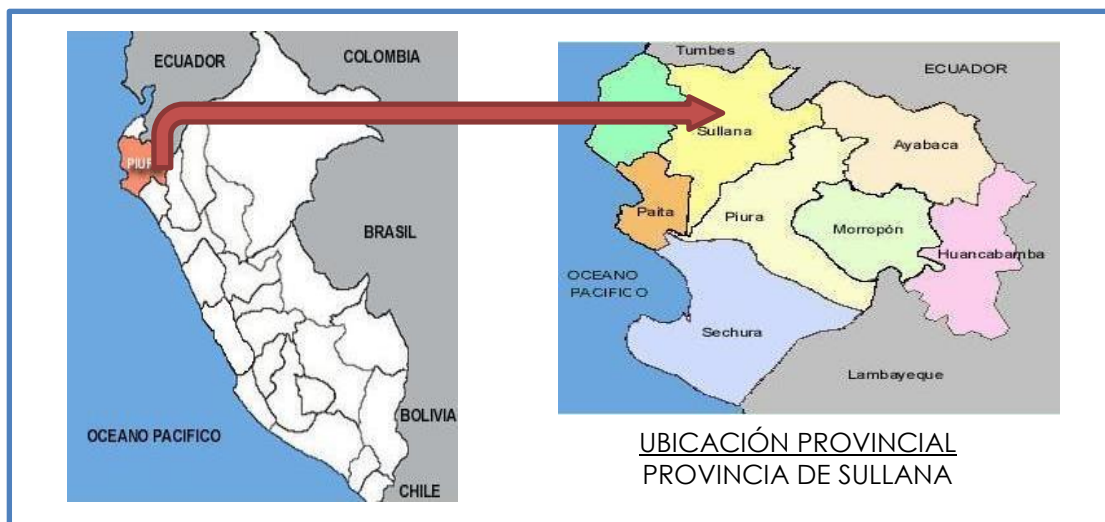 ECUADOR
COLOMBIA
BRASIL
BOLIVIA
OCEANO PACIFICO
CHILE
Tumbes
ECUADOR
Sullana
Ayabaca
Paita
Piura
Morropón
Huancabamba
OCEANO
PACIFICO
Sechura
Lambayeque
UBICACIÓN PROVINCIAL
PROVINCIA DE SULLANA